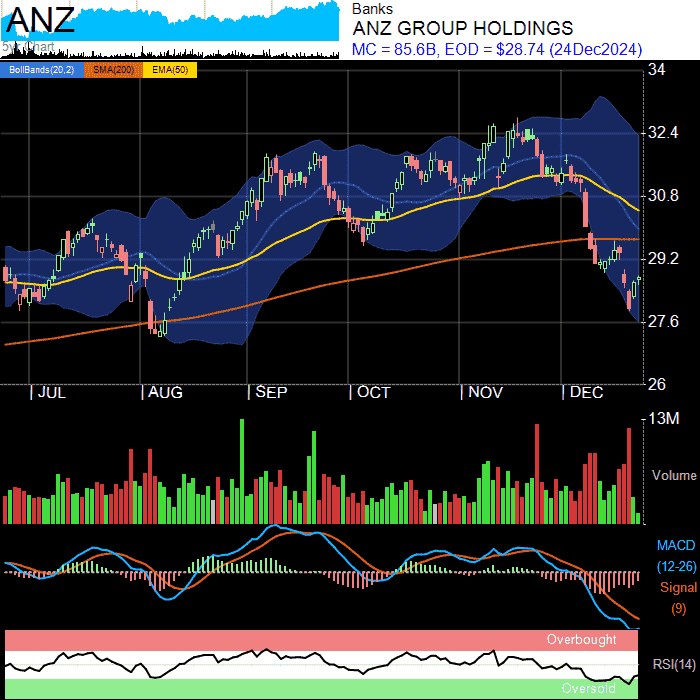 ANZ
5yr Chart
Banks
ANZ GROUP HOLDINGS
MC = 85.6B, EOD = $28.74 (24Dec2024)
BollBands(20,2) SMA(200) EMA(50)
34
32.4
30.8
29.2
27.6
26
JUL AUG SEP OCT NOV DEC
13M
Volume
MACD
(12-26)
Signal
(9)
Overbought
RSI(14)
Oversold